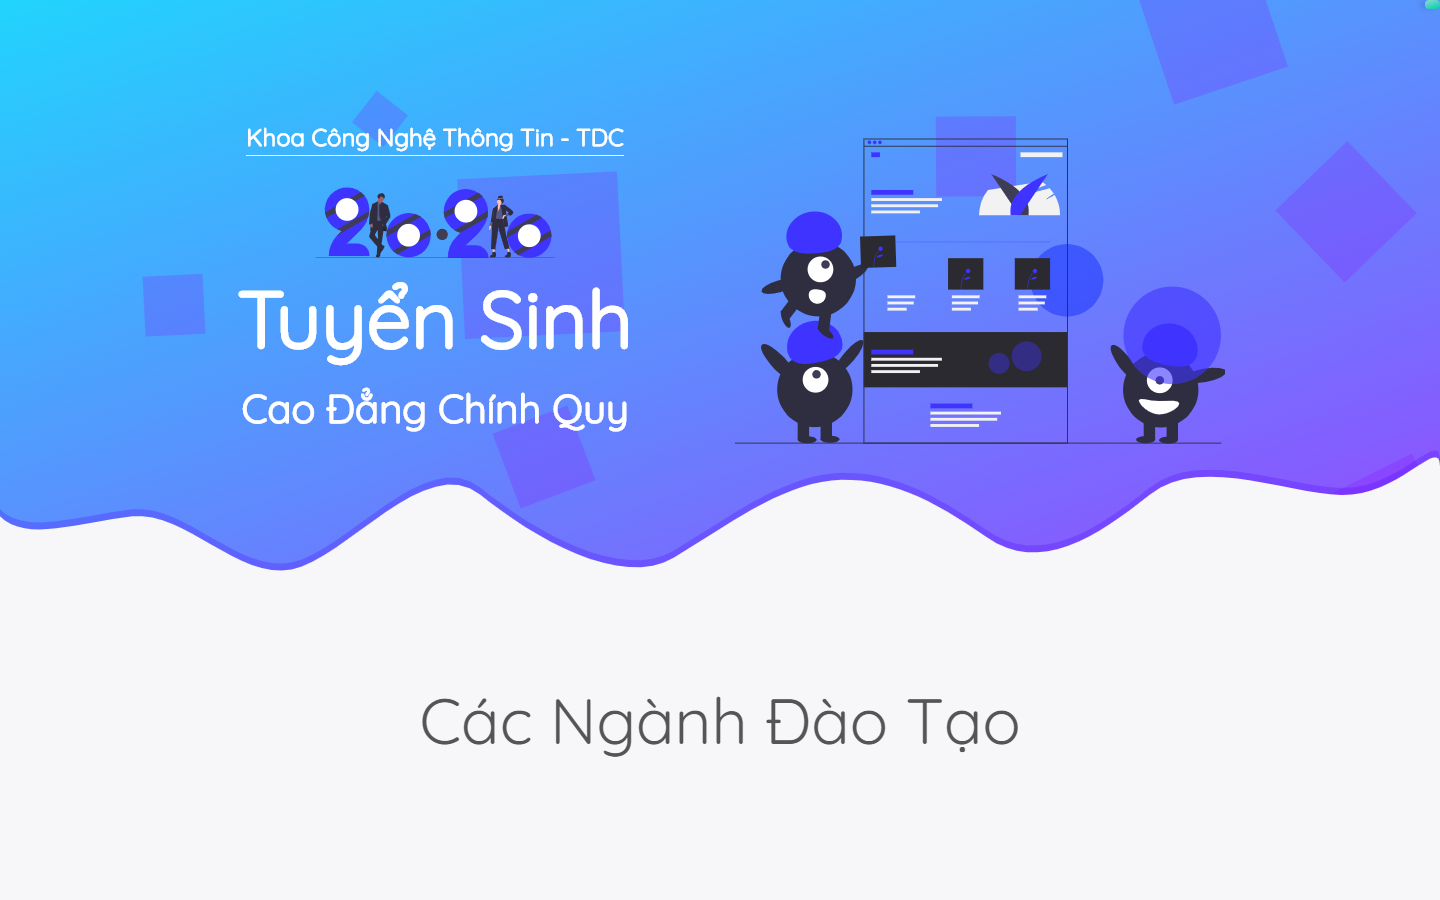 Khoa Công Nghệ Thông Tin - TDC
2020
Tuyển Sinh
Cao Đẳng Chính Quy
Các Ngành Đào Tạo